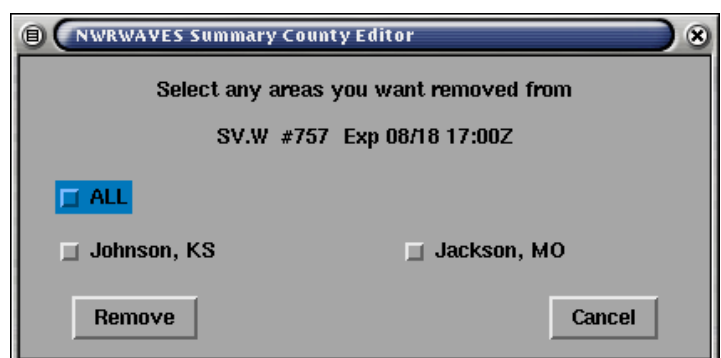 NWRWAVES Summary County Editor
Select any areas you want removed from
SV.W #757 Exp 08/18 17:00Z
ALL
Johnson, KS
Jackson, MO
Remove
Cancel